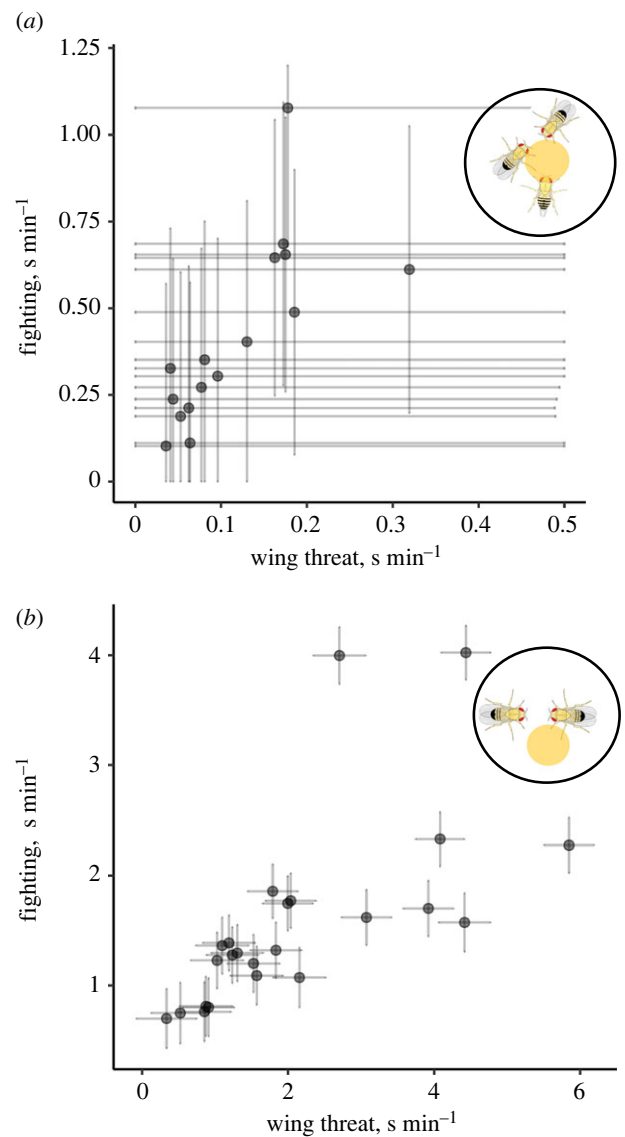 (a)
1.25
1.00
0.75
0.50
0.25
0
fighting, s min⁻¹
0 0.1 0.2 0.3 0.4 0.5
wing threat, s min⁻¹
(b)
4
3
2
1
fighting, s min⁻¹
0 2 4 6
wing threat, s min⁻¹